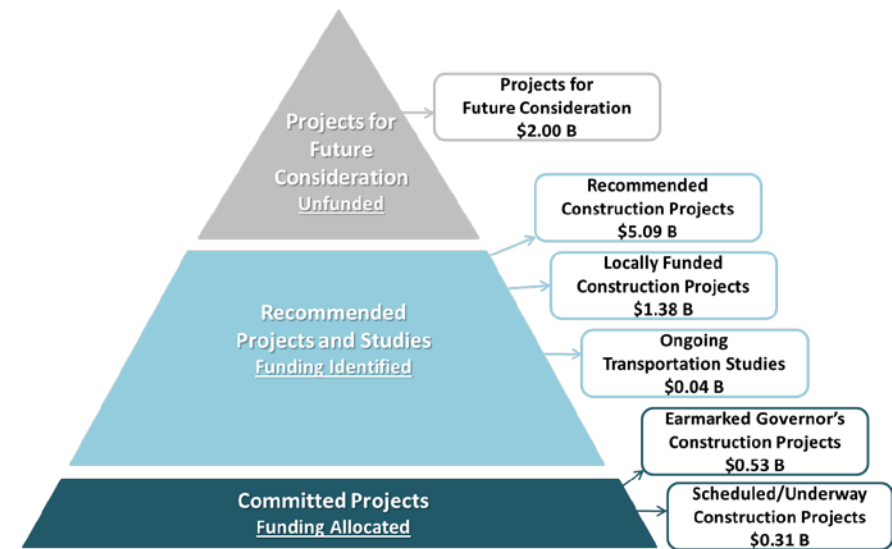 Projects for
Future
Consideration
Unfunded
Projects for
Future Consideration
$2.00 B
Recommended
Construction Projects
$5.09 B
Locally Funded
Construction Projects
$1.38 B
Recommended
Projects and Studies
Funding Identified
Ongoing
Transportation Studies
$0.04 B
Earmarked Governor's
Construction Projects
$0.53 B
Committed Projects
Funding Allocated
Scheduled/Underway
Construction Projects
$0.31 B